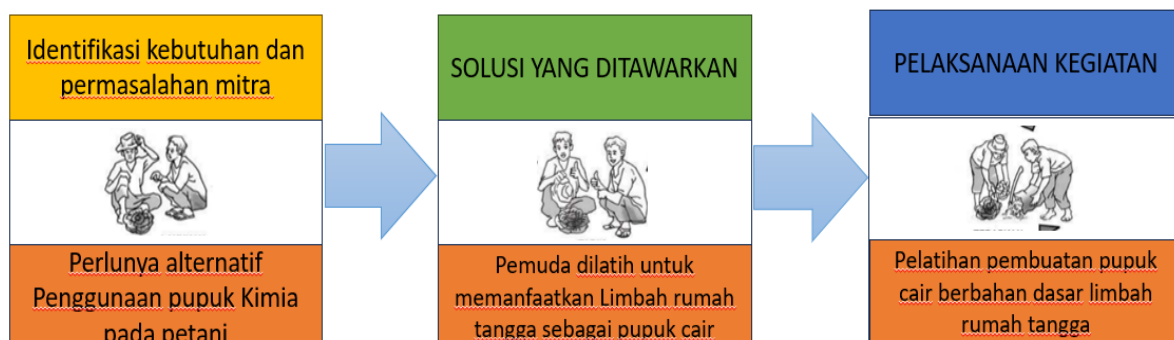 Identifikasi kebutuhan dan
permasalahan mitra
Perlunya alternatif
Penggunaan pupuk Kimia
pada petani
SOLUSI YANG DITAWARKAN
Pemuda dilatih untuk
memanfaatkan Limbah rumah
tangga sebagai pupuk cair
PELAKSANAAN KEGIATAN
Pelatihan pembuatan pupuk
cair berbahan dasar limbah
rumah tangga